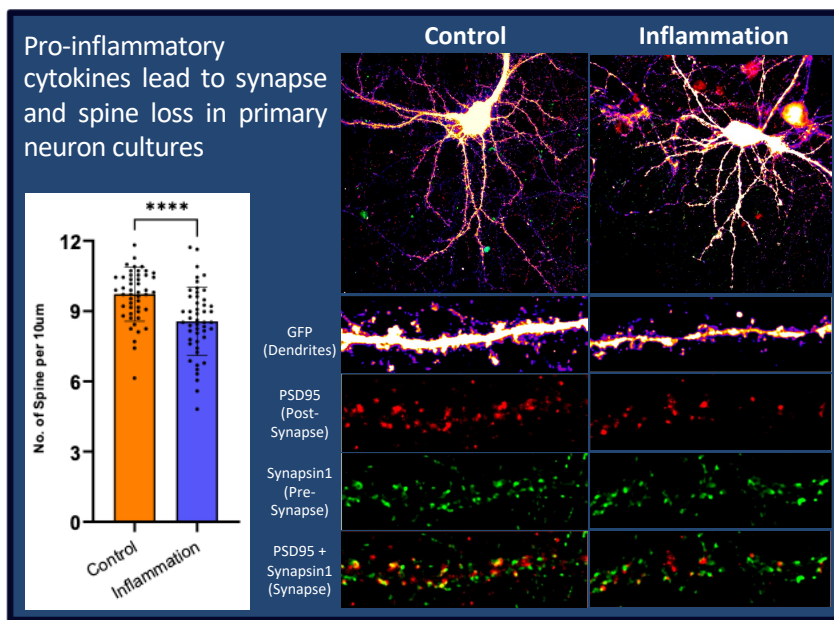 Pro-inflammatory
cytokines lead to synapse
and spine loss in primary
neuron cultures
Control
Inflammation
****
No. of Spine per 10um
12
9
6
3
0
Control
Inflammation
GFP
(Dendrites)
PSD95
(Post-
Synapse)
Synapsin1
(Pre-
Synapse)
PSD95 +
Synapsin1
(Synapse)